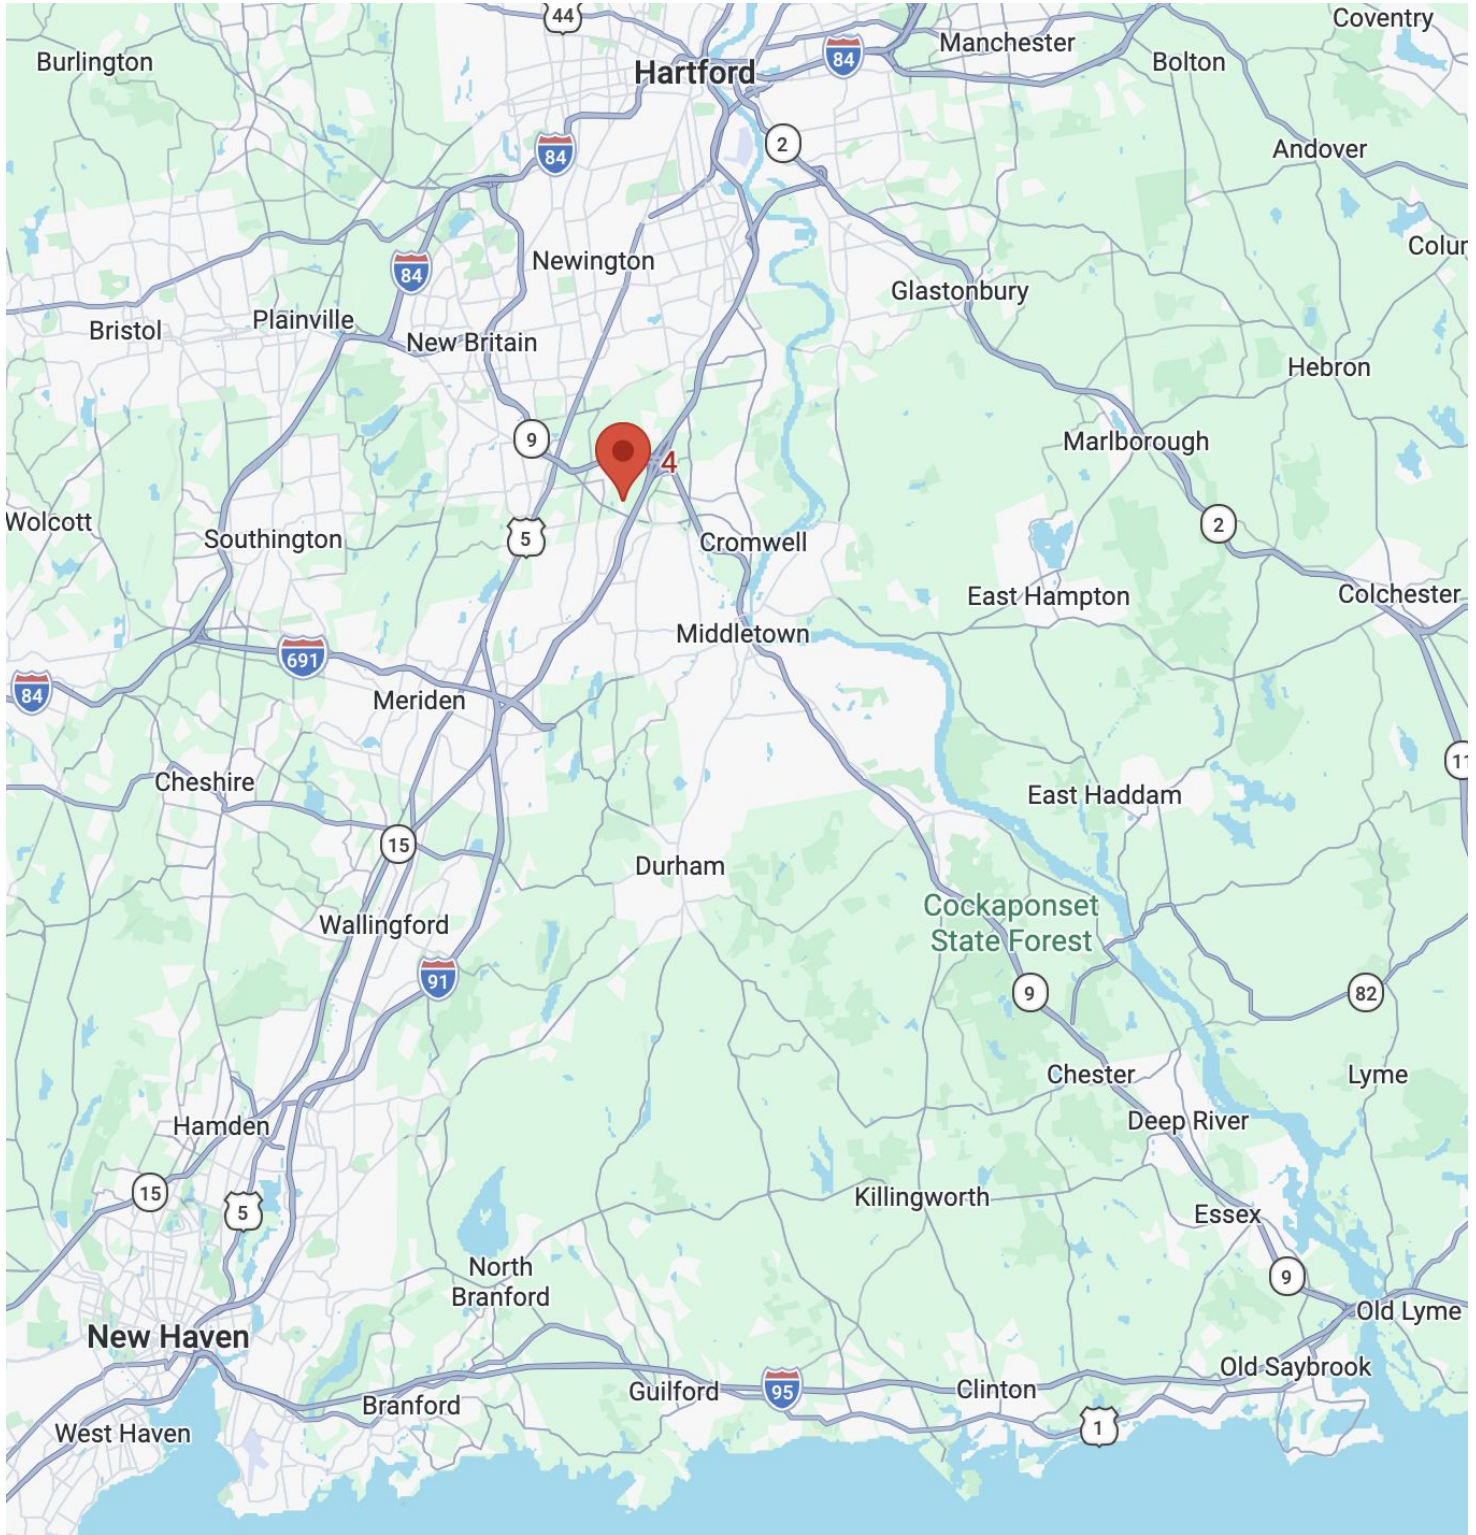 44
Coventry
Burlington
Manchester
84
Bolton
Hartford
84
2
Andover
84
Newington
Colur
Glastonbury
Bristol
Plainville
New Britain
Hebron
9
4
Marlborough
Wolcott
Southington
5
Cromwell
2
East Hampton
Colchester
Middletown
691
84
Meriden
11
Cheshire
East Haddam
15
Durham
Wallingford
Cockaponset
State Forest
91
9
82
Chester
Lyme
Hamden
Deep River
15
5
Killingworth
Essex
North
Branford
9
New Haven
Old Lyme
Old Saybrook
Branford
Guilford
95
Clinton
West Haven
1